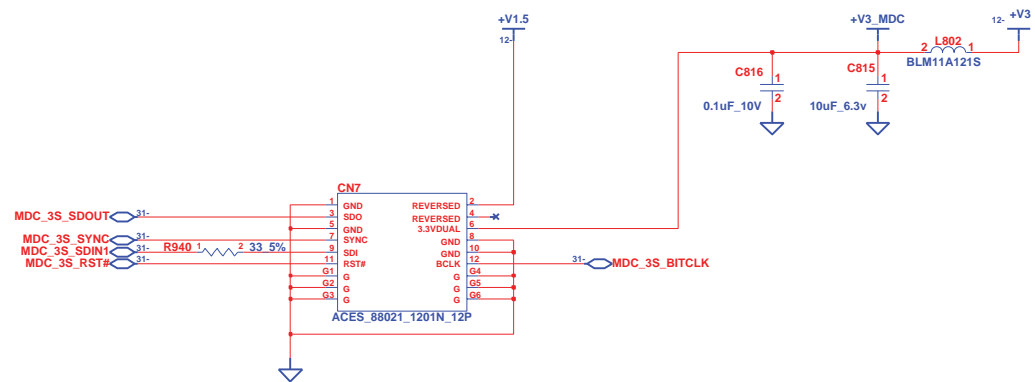 +V1.5
12-
+V3_MDC
12- +V3
2 L802 1
BLM11A121S
C816 1
2
0.1uF_10V
C815 1
2
10uF_6.3v
CN7
1 GND REVERSED 2
MDC_3S_SDOUT 31- 3 SDO REVERSED 4
5 GND 3.3VDUAL 6
MDC_3S_SYNC 31- 7 SYNC GND 8
MDC_3S_SDIN1 31- R940 1 2 33_5% 9 SDI GND 10
MDC_3S_RST# 31- 11 RST# BCLK 12 31- MDC_3S_BITCLK
G1 G G G4
G2 G G G5
G3 G G G6
ACES_88021_1201N_12P